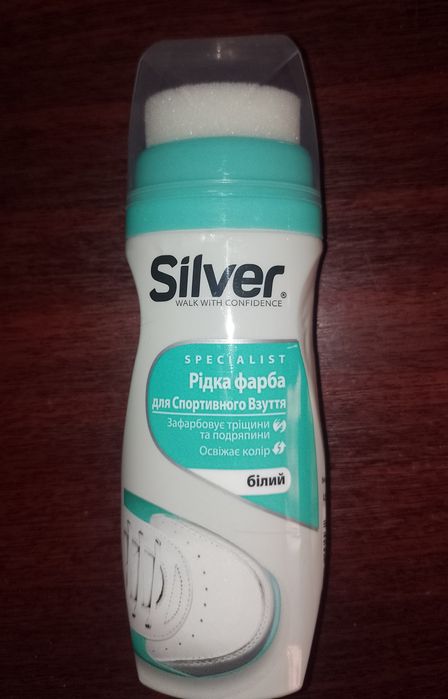 Silver®
WALK WITH CONFIDENCE
SPECIALIST
Рідка фарба
для Спортивного Взуття
Зафарбовує тріщини
та подряпини
Освіжає колір
білий